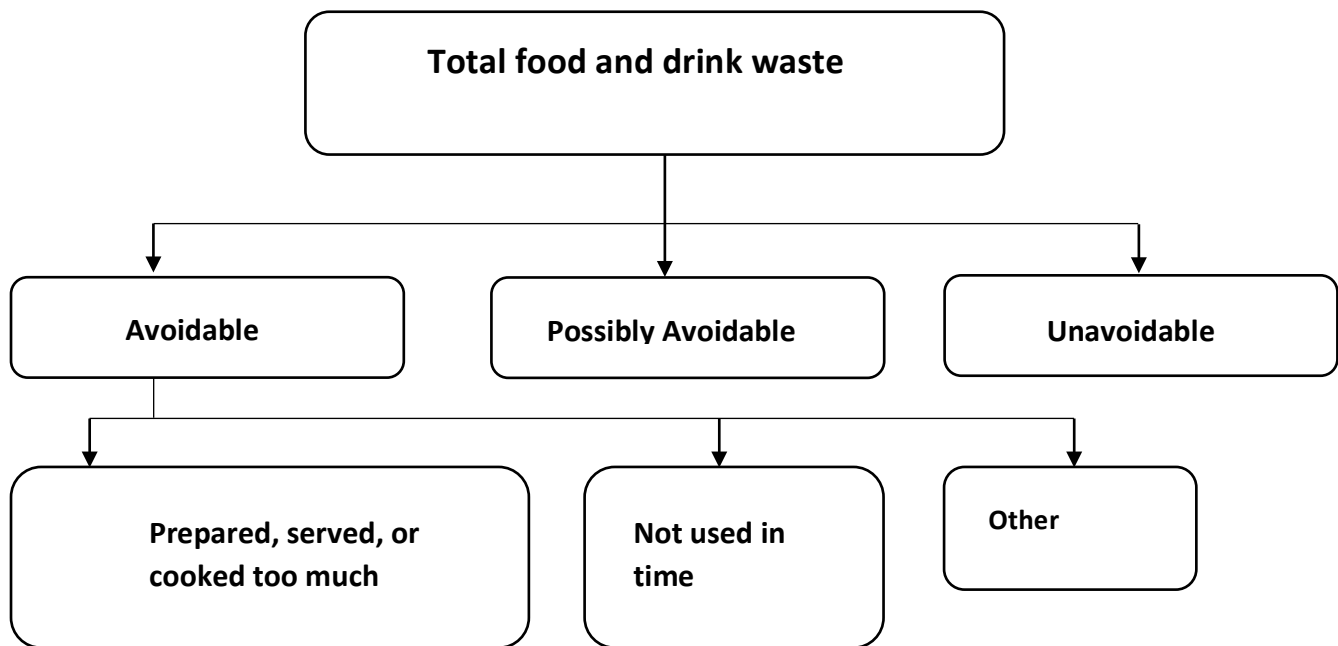 Total food and drink waste
Avoidable
Possibly Avoidable
Unavoidable
Prepared, served, or
cooked too much
Not used in
time
Other